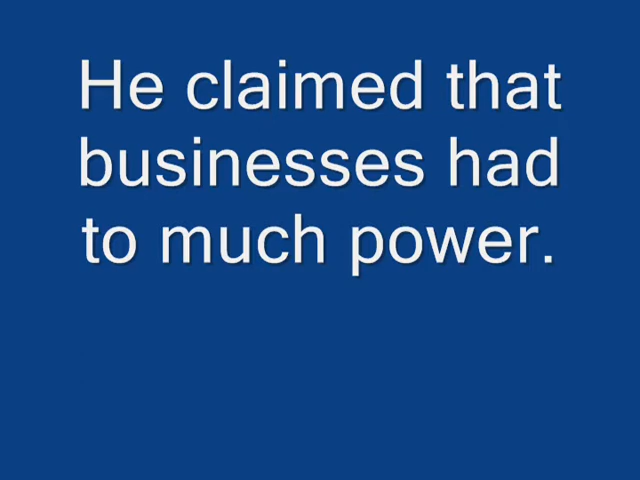 He claimed that
businesses had
to much power.